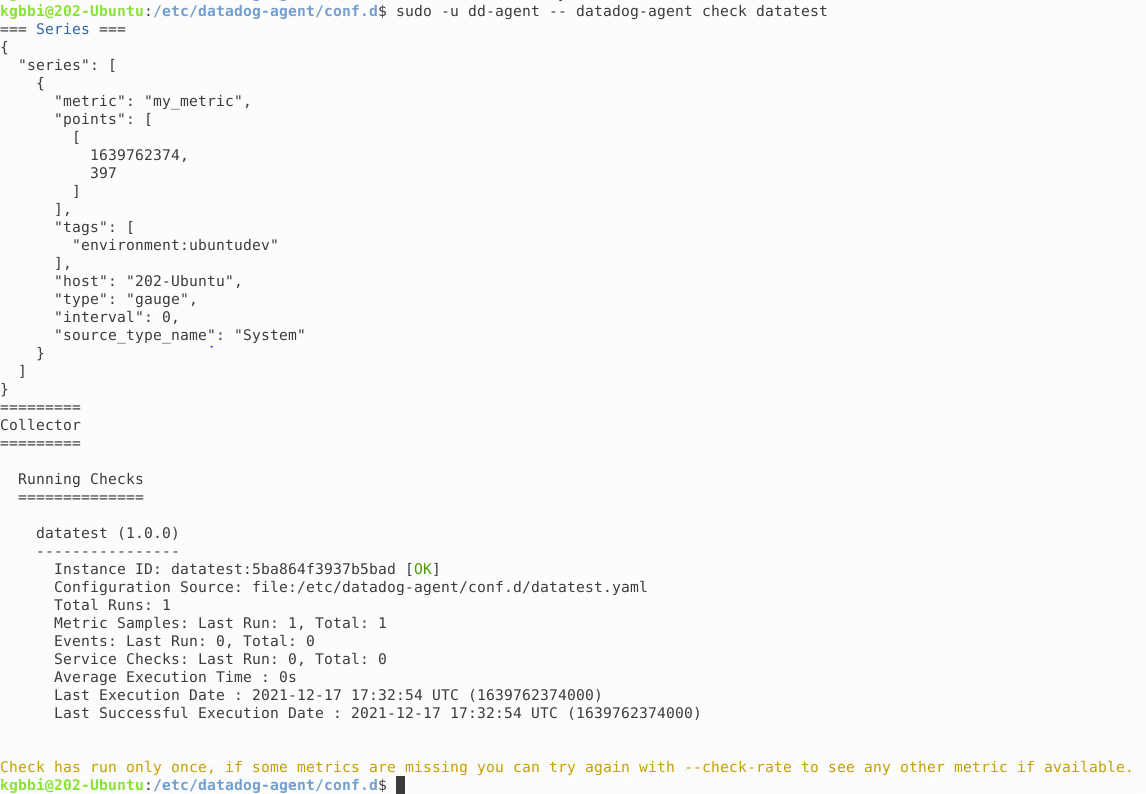 kgbbi@202-Ubuntu:/etc/datadog-agent/conf.d$ sudo -u dd-agent -- datadog-agent check datatest
=== Series ===
{
  "series": [
    {
      "metric": "my_metric",
      "points": [
        [
          1639762374,
          397
        ]
      ],
      "tags": [
        "environment:ubuntudev"
      ],
      "host": "202-Ubuntu",
      "type": "gauge",
      "interval": 0,
      "source_type_name": "System"
    }
  ]
}
=========
Collector
=========

  Running Checks
  ==============

    datatest (1.0.0)
    ----------------
      Instance ID: datatest:5ba864f3937b5bad [OK]
      Configuration Source: file:/etc/datadog-agent/conf.d/datatest.yaml
      Total Runs: 1
      Metric Samples: Last Run: 1, Total: 1
      Events: Last Run: 0, Total: 0
      Service Checks: Last Run: 0, Total: 0
      Average Execution Time : 0s
      Last Execution Date : 2021-12-17 17:32:54 UTC (1639762374000)
      Last Successful Execution Date : 2021-12-17 17:32:54 UTC (1639762374000)

Check has run only once, if some metrics are missing you can try again with --check-rate to see any other metric if available.
kgbbi@202-Ubuntu:/etc/datadog-agent/conf.d$